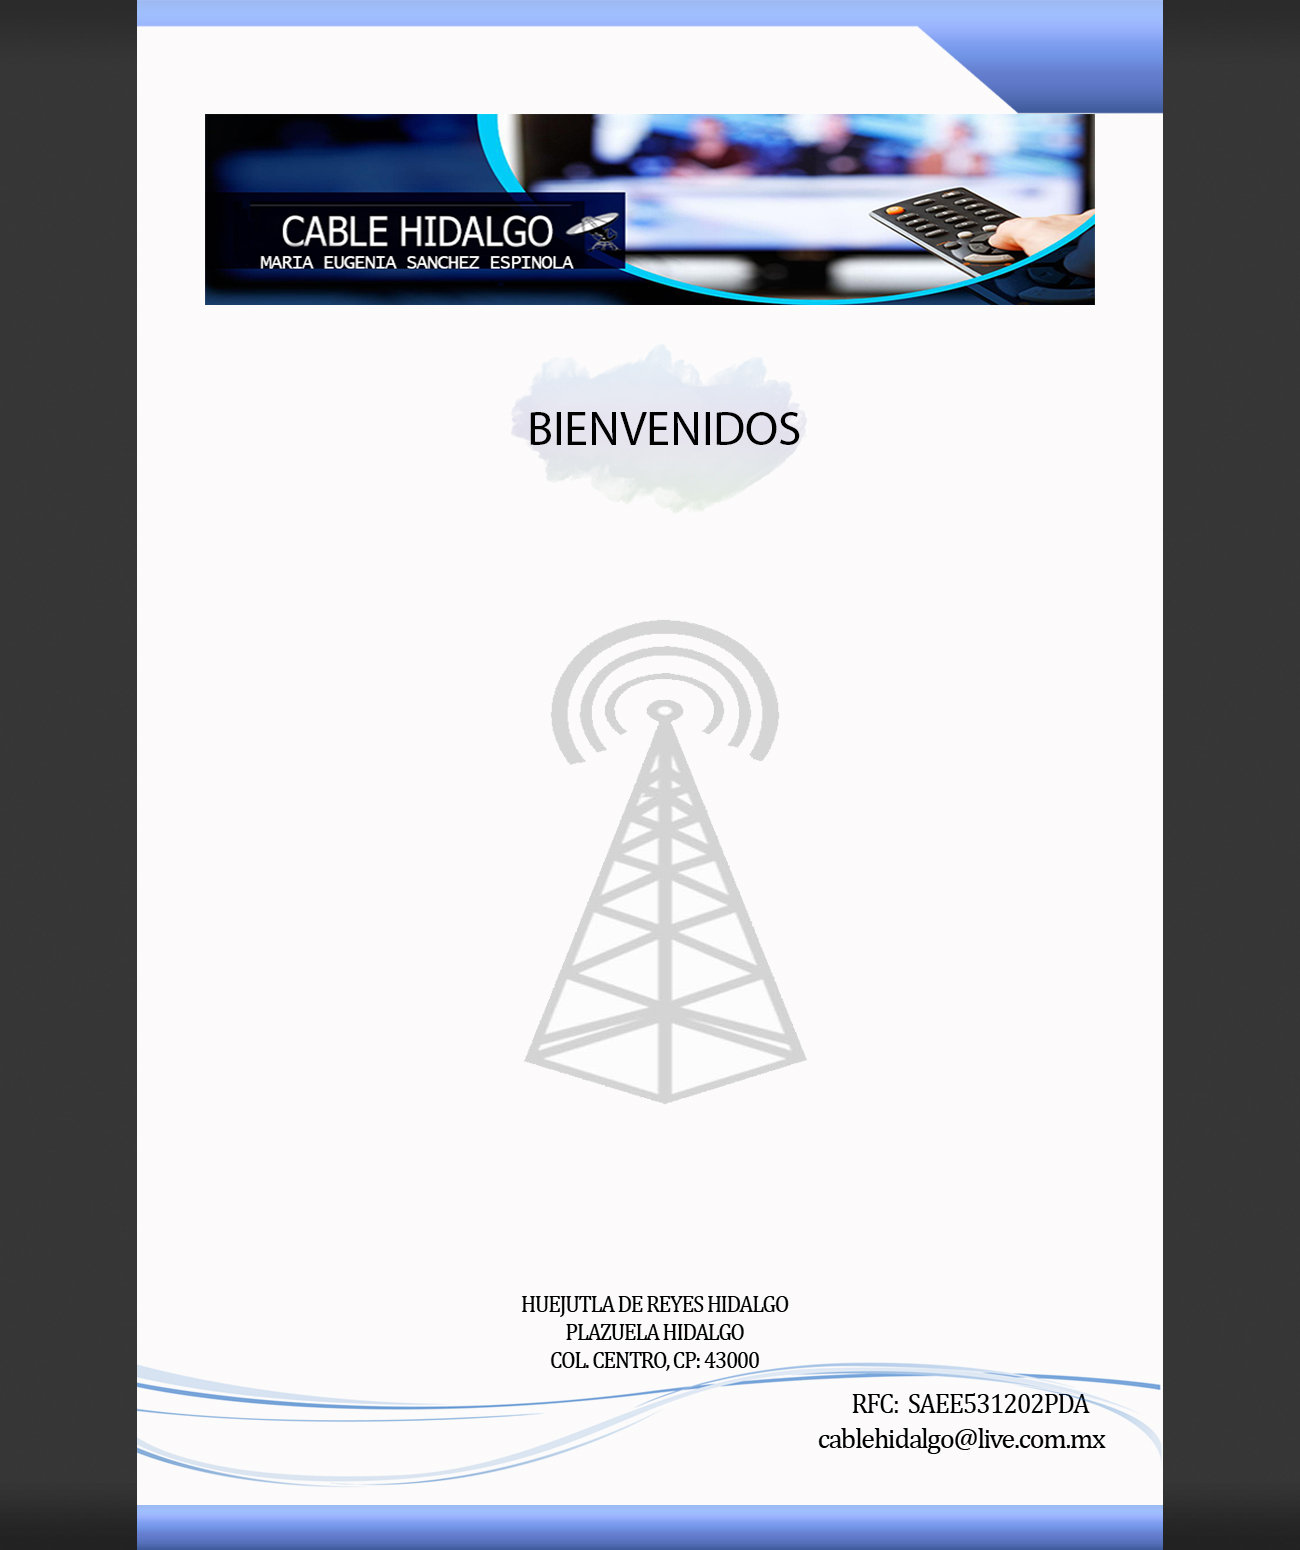 CABLE HIDALGO
MARIA EUGENIA SANCHEZ ESPINOLA
BIENVENIDOS
HUEJUTLA DE REYES HIDALGO
PLAZUELA HIDALGO
COL. CENTRO, CP: 43000
RFC: SAEE531202PDA
cablehidalgo@live.com.mx